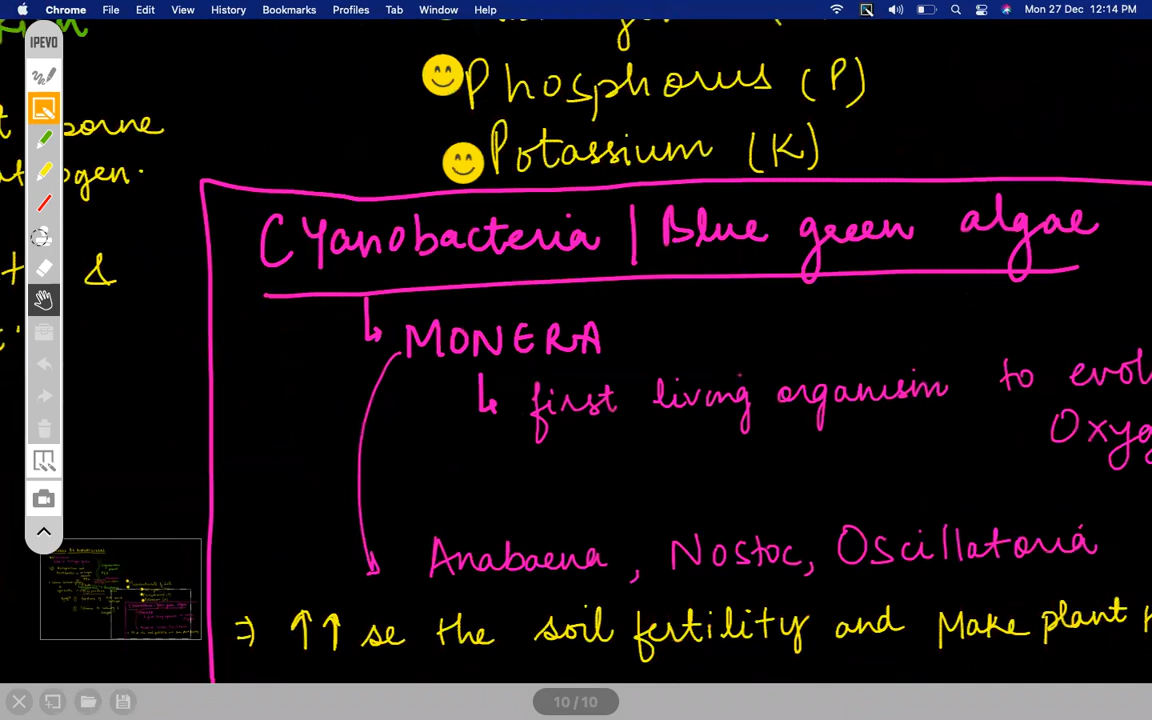 Chrome File Edit View History Bookmarks Profiles Tab Window Help Mon 27 Dec 12:14 PM
IPEVO
Phosphorus (P)
borne
Potassium (K)
ogen.
Cyanobacteria | Blue green algae
&
MONERA
first living organism to evol
Oxyg
Anabaena, Nostoc, Oscillatoria
=) ↑↑ se the soil fertility and Make plant
10 / 10